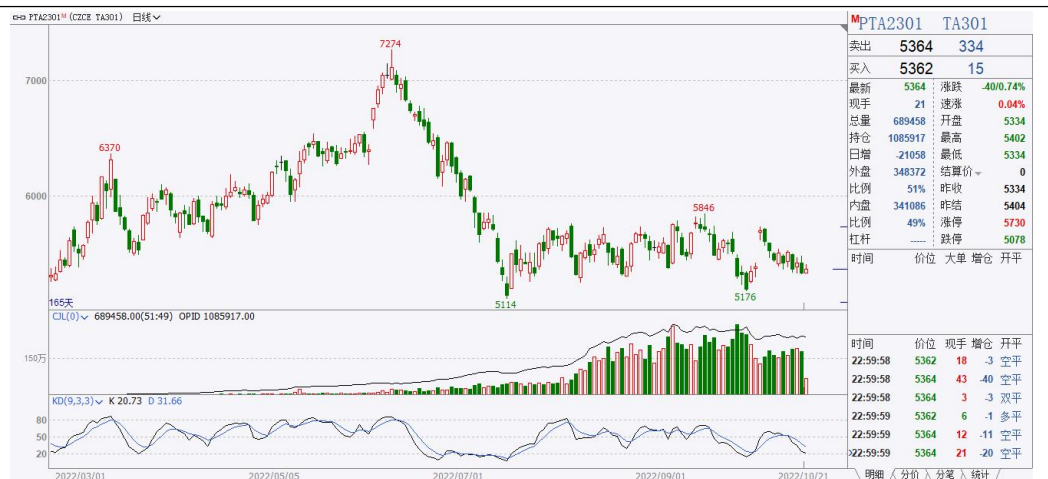 PTA2301M (CZCE TA301) 日线
7274
7000
6370
6000
5846
5176
5114
165天
CJL(0) 689458.00(51:49) OPID 1085917.00
150万
KD(9,3,3) K 20.73 D 31.66
80
50
20
2022/03/01 2022/05/05 2022/07/01 2022/09/01 2022/10/21
MPTA2301 TA301
卖出 5364 334
买入 5362 15
最新 5364 涨跌 -40/0.74%
现手 21 速涨 0.04%
总量 689458 开盘 5334
持仓 1085917 最高 5402
日增 -21058 最低 5334
外盘 348372 结算价 0
比例 51% 昨收 5334
内盘 341086 昨结 5404
比例 49% 涨停 5730
杠杆 ----- 跌停 5078
时间 价位 大单 增仓 开平
时间 价位 现手 增仓 开平
22:59:58 5362 18 -3 空平
22:59:58 5364 43 -40 空平
22:59:58 5364 3 -3 双平
22:59:59 5362 6 -1 多平
22:59:59 5364 12 -11 空平
22:59:59 5364 21 -20 空平
明细 分价 分笔 统计